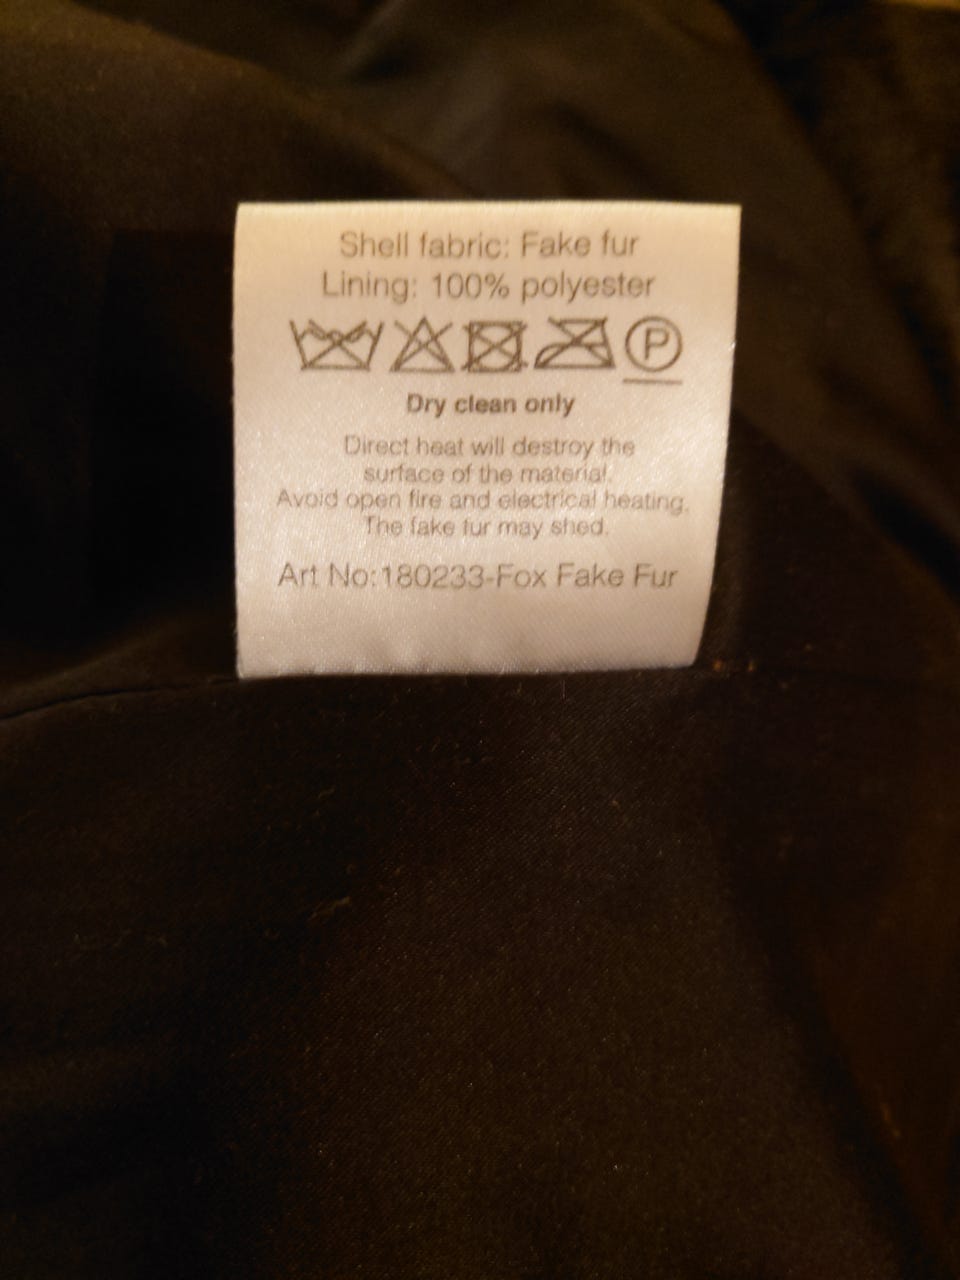 Shell fabric: Fake fur
Lining: 100% polyester
P
Dry clean only
Direct heat will destroy the
surface of the material.
Avoid open fire and electrical heating.
The fake fur may shed.
Art No:180233-Fox Fake Fur